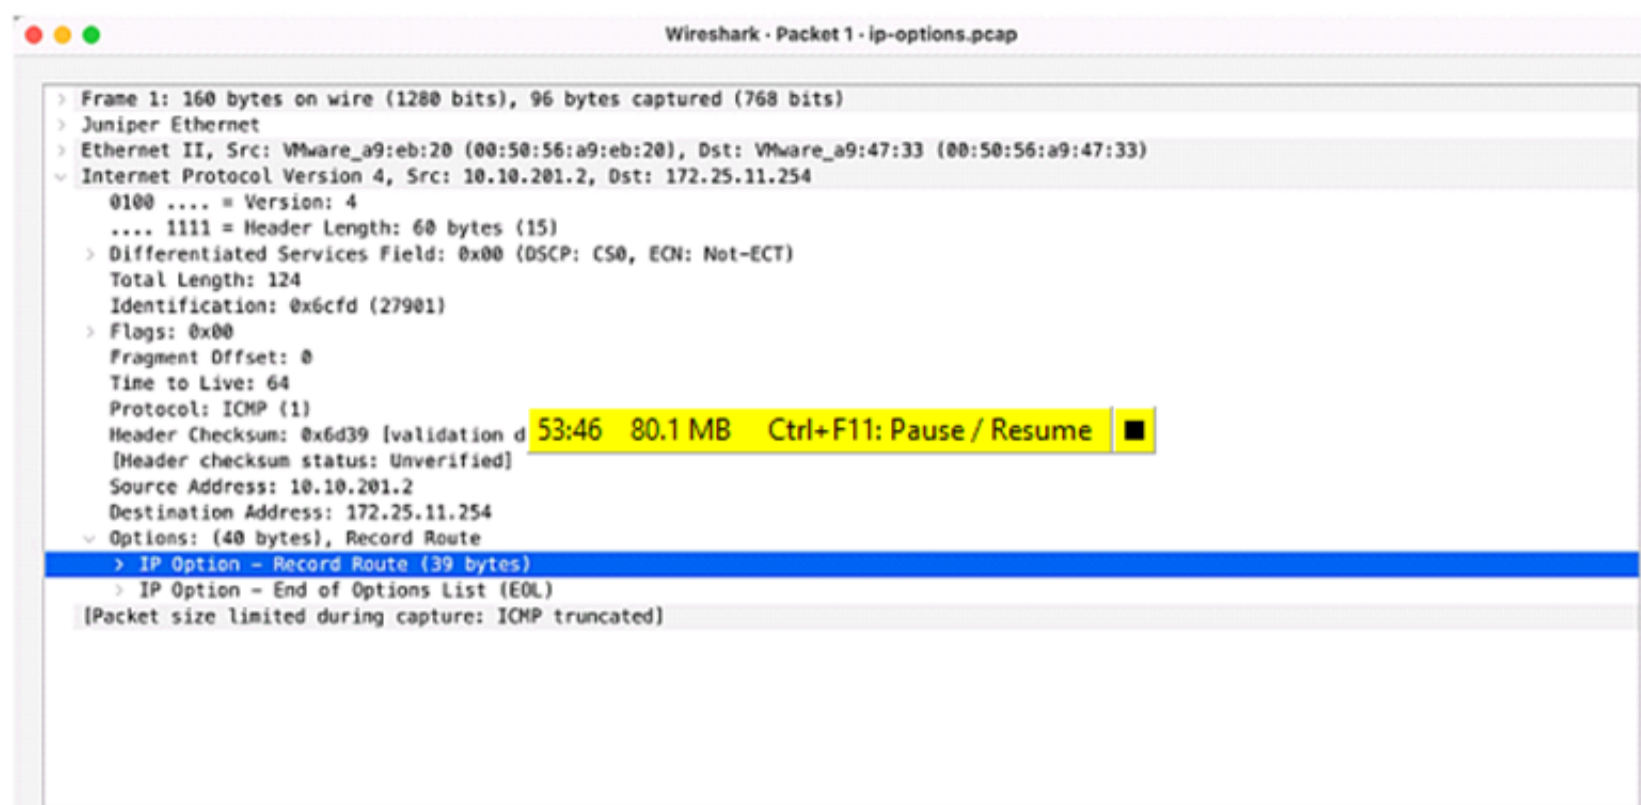 Wireshark · Packet 1 · ip-options.pcap
Frame 1: 160 bytes on wire (1280 bits), 96 bytes captured (768 bits)
Juniper Ethernet
Ethernet II, Src: VMware_a9:eb:20 (00:50:56:a9:eb:20), Dst: VMware_a9:47:33 (00:50:56:a9:47:33)
Internet Protocol Version 4, Src: 10.10.201.2, Dst: 172.25.11.254
0100 .... = Version: 4
.... 1111 = Header Length: 60 bytes (15)
Differentiated Services Field: 0x00 (DSCP: CS0, ECN: Not-ECT)
Total Length: 124
Identification: 0x6cfd (27901)
Flags: 0x00
Fragment Offset: 0
Time to Live: 64
Protocol: ICMP (1)
Header Checksum: 0x6d39 [validation d
53:46 80.1 MB Ctrl+F11: Pause / Resume
[Header checksum status: Unverified]
Source Address: 10.10.201.2
Destination Address: 172.25.11.254
Options: (40 bytes), Record Route
IP Option - Record Route (39 bytes)
IP Option - End of Options List (EOL)
[Packet size limited during capture: ICMP truncated]